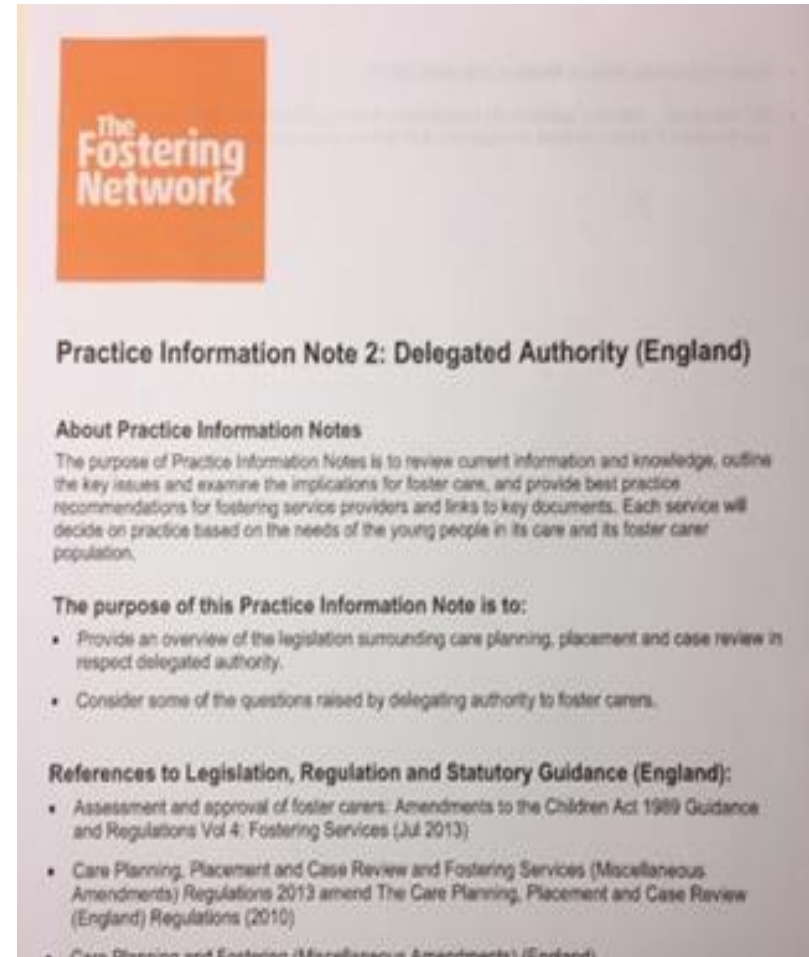 The
Fostering
Network
Practice Information Note 2: Delegated Authority (England)
About Practice Information Notes
The purpose of Practice Information Notes is to review current information and knowledge, outline
the key issues and examine the implications for foster care, and provide best practice
recommendations for fostering service providers and links to key documents. Each service will
decide on practice based on the needs of the young people in its care and its foster carer
population.
The purpose of this Practice Information Note is to:
• Provide an overview of the legislation surrounding care planning, placement and case review in
respect delegated authority.
• Consider some of the questions raised by delegating authority to foster carers.
References to Legislation, Regulation and Statutory Guidance (England):
• Assessment and approval of foster carers: Amendments to the Children Act 1989 Guidance
and Regulations Vol 4: Fostering Services (Jul 2013)
• Care Planning, Placement and Case Review and Fostering Services (Miscellaneous
Amendments) Regulations 2013 amend The Care Planning, Placement and Case Review
(England) Regulations (2010)
• Care Planning and Fostering (Miscellaneous Amendments) (England)